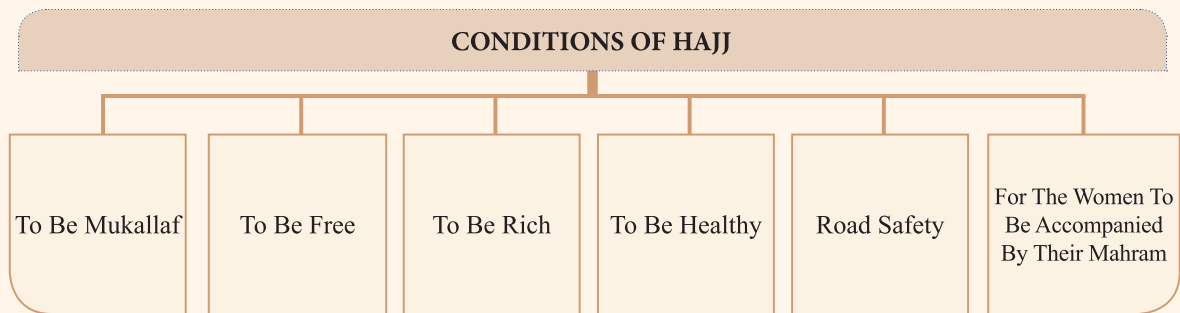 CONDITIONS OF HAJJ
To Be Mukallaf
To Be Free
To Be Rich
To Be Healthy
Road Safety
For The Women To
Be Accompanied
By Their Mahram